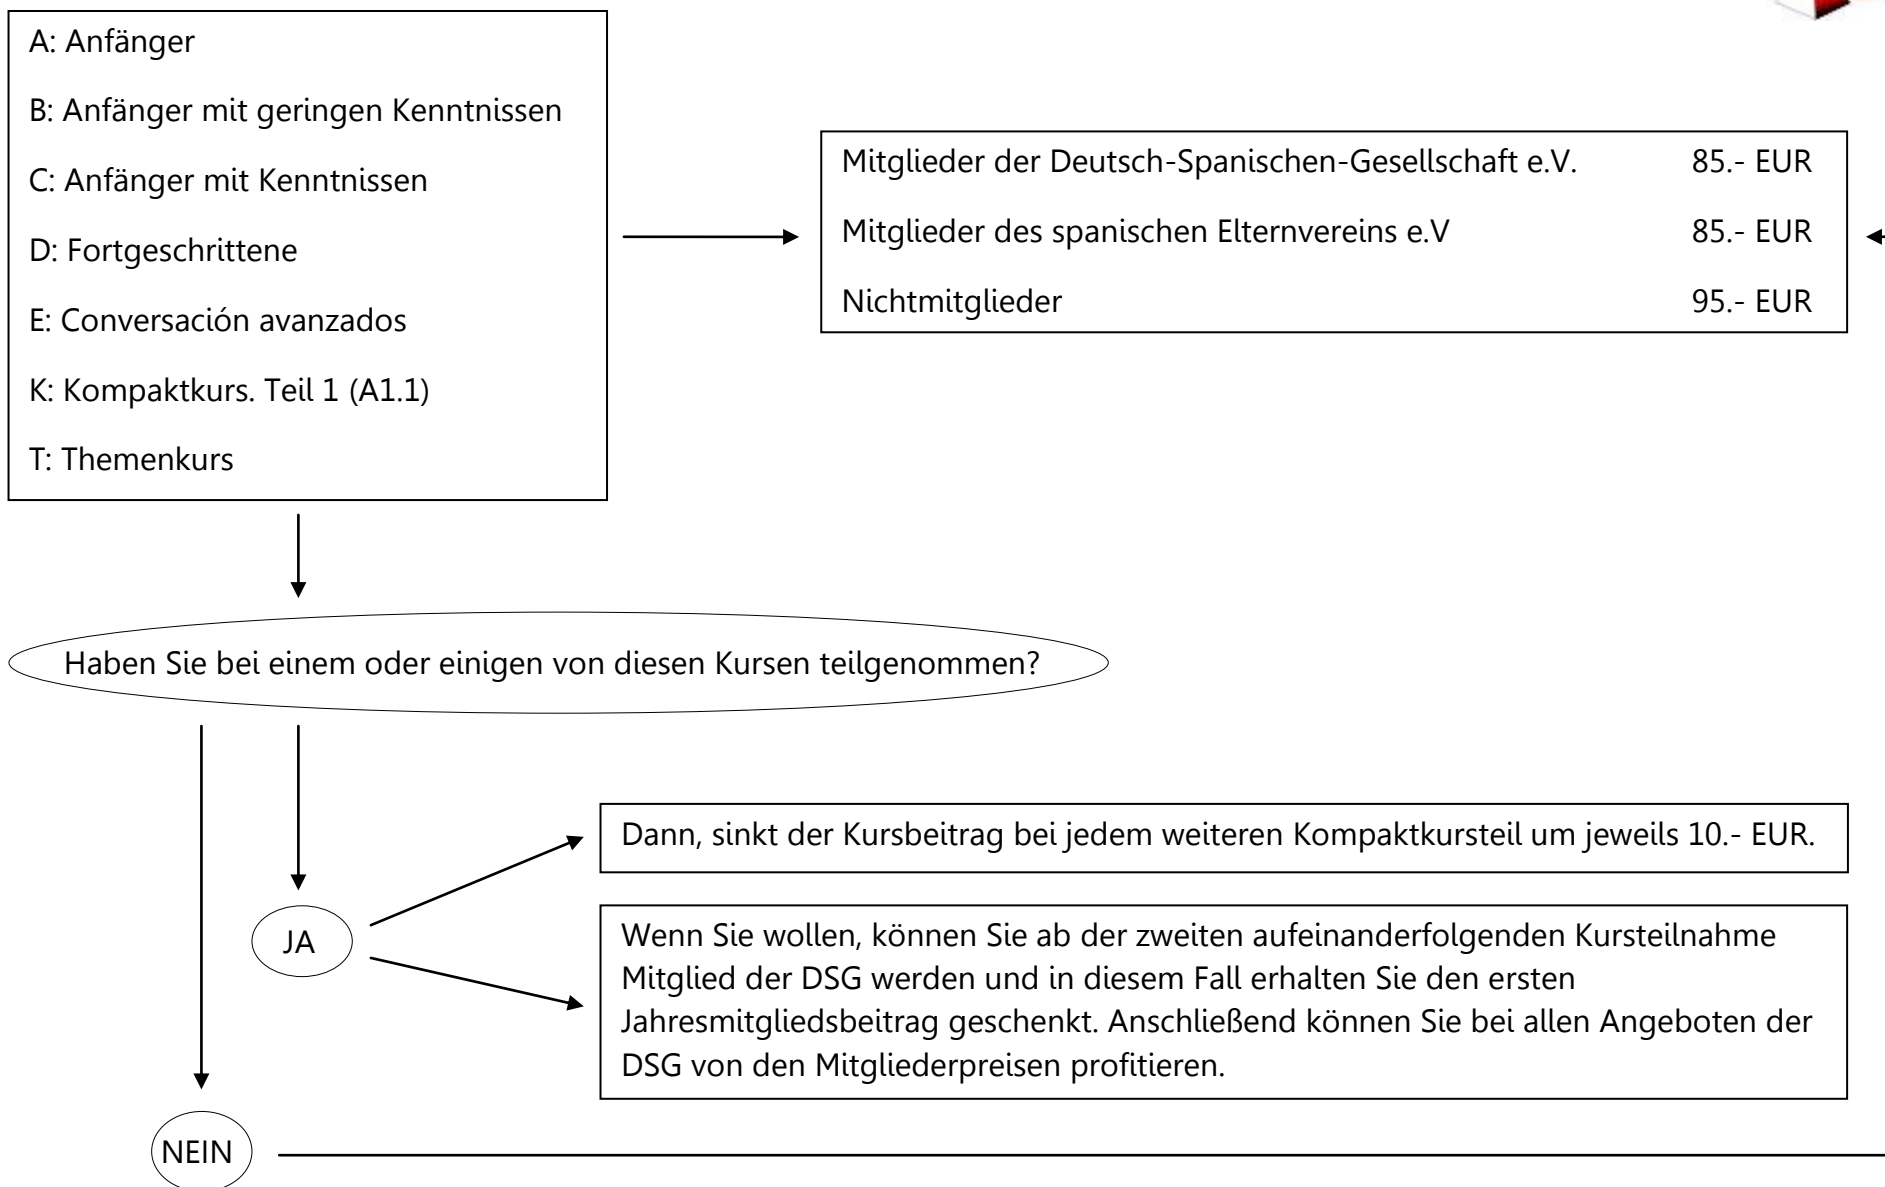 A: Anfänger
B: Anfänger mit geringen Kenntnissen
C: Anfänger mit Kenntnissen
D: Fortgeschrittene
E: Conversación avanzados
K: Kompaktkurs. Teil 1 (A1.1)
T: Themenkurs
Mitglieder der Deutsch-Spanischen-Gesellschaft e.V. 85.- EUR
Mitglieder des spanischen Elternvereins e.V 85.- EUR
Nichtmitglieder 95.- EUR
Haben Sie bei einem oder einigen von diesen Kursen teilgenommen?
JA
Dann, sinkt der Kursbeitrag bei jedem weiteren Kompaktkursteil um jeweils 10.- EUR.
Wenn Sie wollen, können Sie ab der zweiten aufeinanderfolgenden Kursteilnahme
Mitglied der DSG werden und in diesem Fall erhalten Sie den ersten
Jahresmitgliedsbeitrag geschenkt. Anschließend können Sie bei allen Angeboten der
DSG von den Mitgliederpreisen profitieren.
NEIN